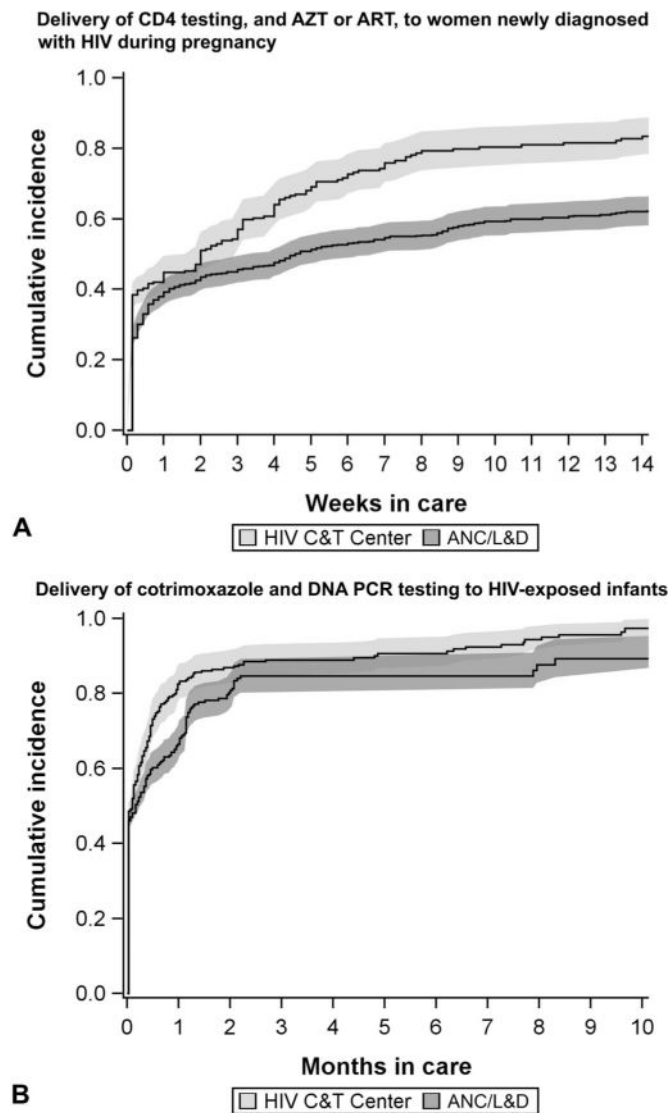 Delivery of CD4 testing, and AZT or ART, to women newly diagnosed
with HIV during pregnancy
1.0
0.8
0.6
0.4
0.2
0.0
Cumulative incidence
0 1 2 3 4 5 6 7 8 9 10 11 12 13 14
Weeks in care
A
HIV C&T Center ANC/L&D
Delivery of cotrimoxazole and DNA PCR testing to HIV-exposed infants
1.0
0.8
0.6
0.4
0.2
0.0
Cumulative incidence
0 1 2 3 4 5 6 7 8 9 10
Months in care
B
HIV C&T Center ANC/L&D